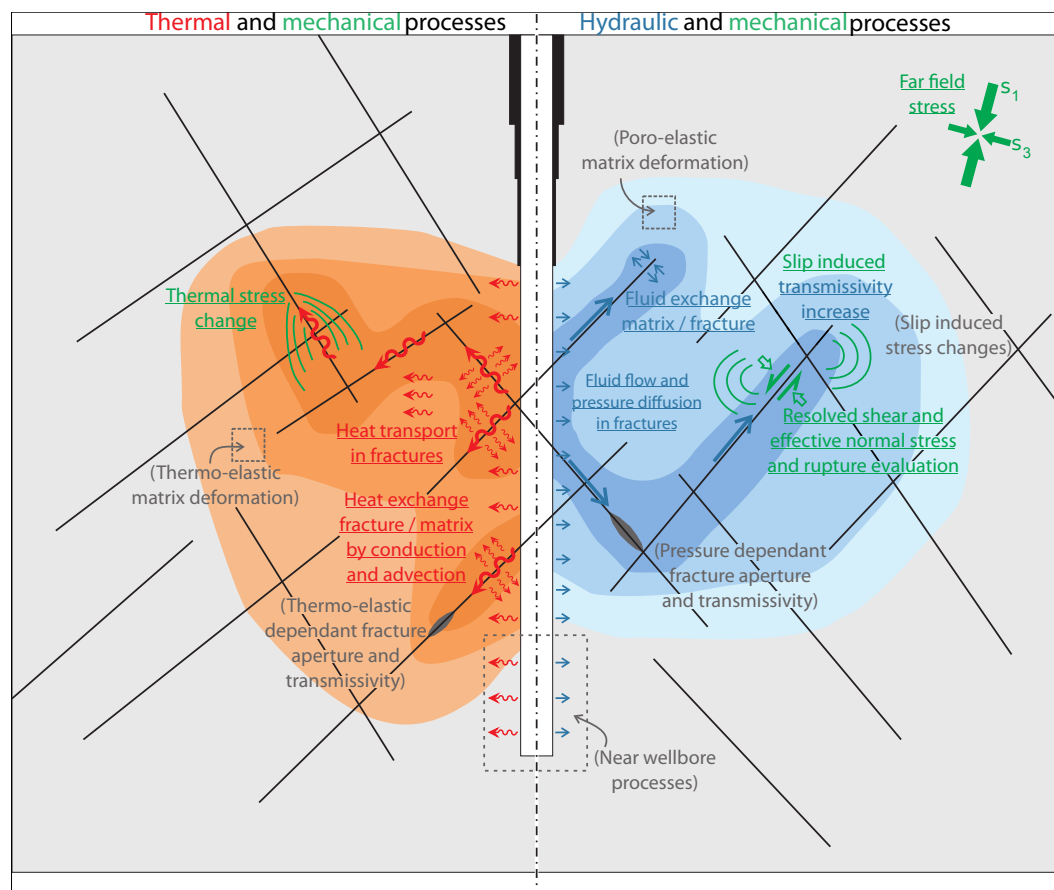 Thermal and mechanical processes
Hydraulic and mechanical processes
Far field
stress
s1
s3
(Poro-elastic
matrix deformation)
Thermal stress
change
Fluid exchange
matrix / fracture
Slip induced
transmissivity
increase
(Slip induced
stress changes)
Fluid flow and
pressure diffusion
in fractures
Heat transport
in fractures
Resolved shear and
effective normal stress
and rupture evaluation
(Thermo-elastic
matrix deformation)
Heat exchange
fracture / matrix
by conduction
and advection
(Pressure dependant
fracture aperture
and transmissivity)
(Thermo-elastic
dependant fracture
aperture and
transmissivity)
(Near wellbore
processes)